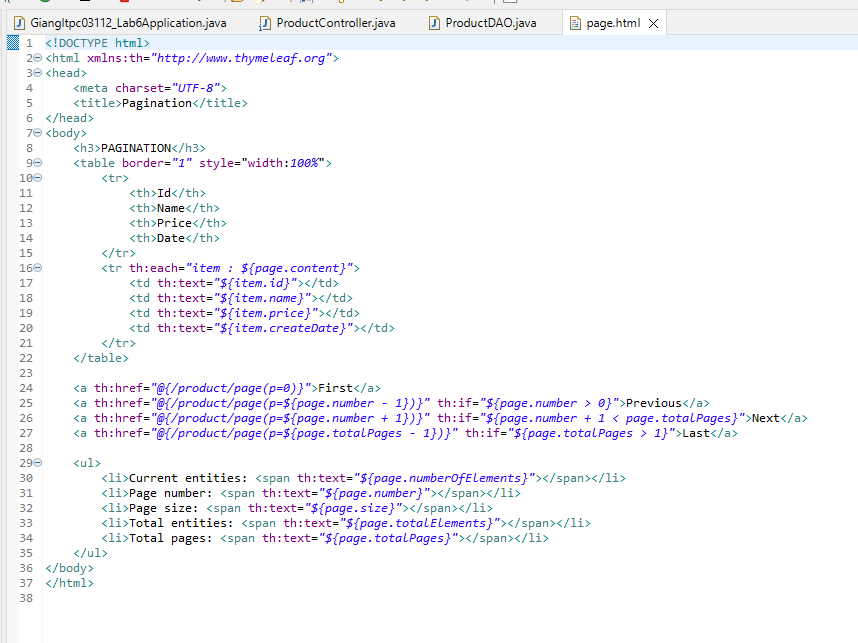 Giangltpc03112_Lab6Application.java ProductController.java ProductDAO.java page.html
1 <!DOCTYPE html>
2 <html xmlns:th="http://www.thymeleaf.org">
3 <head>
4     <meta charset="UTF-8">
5     <title>Pagination</title>
6 </head>
7 <body>
8     <h3>PAGINATION</h3>
9     <table border="1" style="width:100%">
10         <tr>
11             <th>Id</th>
12             <th>Name</th>
13             <th>Price</th>
14             <th>Date</th>
15         </tr>
16         <tr th:each="item : ${page.content}">
17             <td th:text="${item.id}"></td>
18             <td th:text="${item.name}"></td>
19             <td th:text="${item.price}"></td>
20             <td th:text="${item.createDate}"></td>
21         </tr>
22     </table>
23
24     <a th:href="@{/product/page(p=0)}">First</a>
25     <a th:href="@{/product/page(p=${page.number - 1})}" th:if="${page.number > 0}">Previous</a>
26     <a th:href="@{/product/page(p=${page.number + 1})}" th:if="${page.number + 1 < page.totalPages}">Next</a>
27     <a th:href="@{/product/page(p=${page.totalPages - 1})}" th:if="${page.totalPages > 1}">Last</a>
28
29     <ul>
30         <li>Current entities: <span th:text="${page.numberOfElements}"></span></li>
31         <li>Page number: <span th:text="${page.number}"></span></li>
32         <li>Page size: <span th:text="${page.size}"></span></li>
33         <li>Total entities: <span th:text="${page.totalElements}"></span></li>
34         <li>Total pages: <span th:text="${page.totalPages}"></span></li>
35     </ul>
36 </body>
37 </html>
38